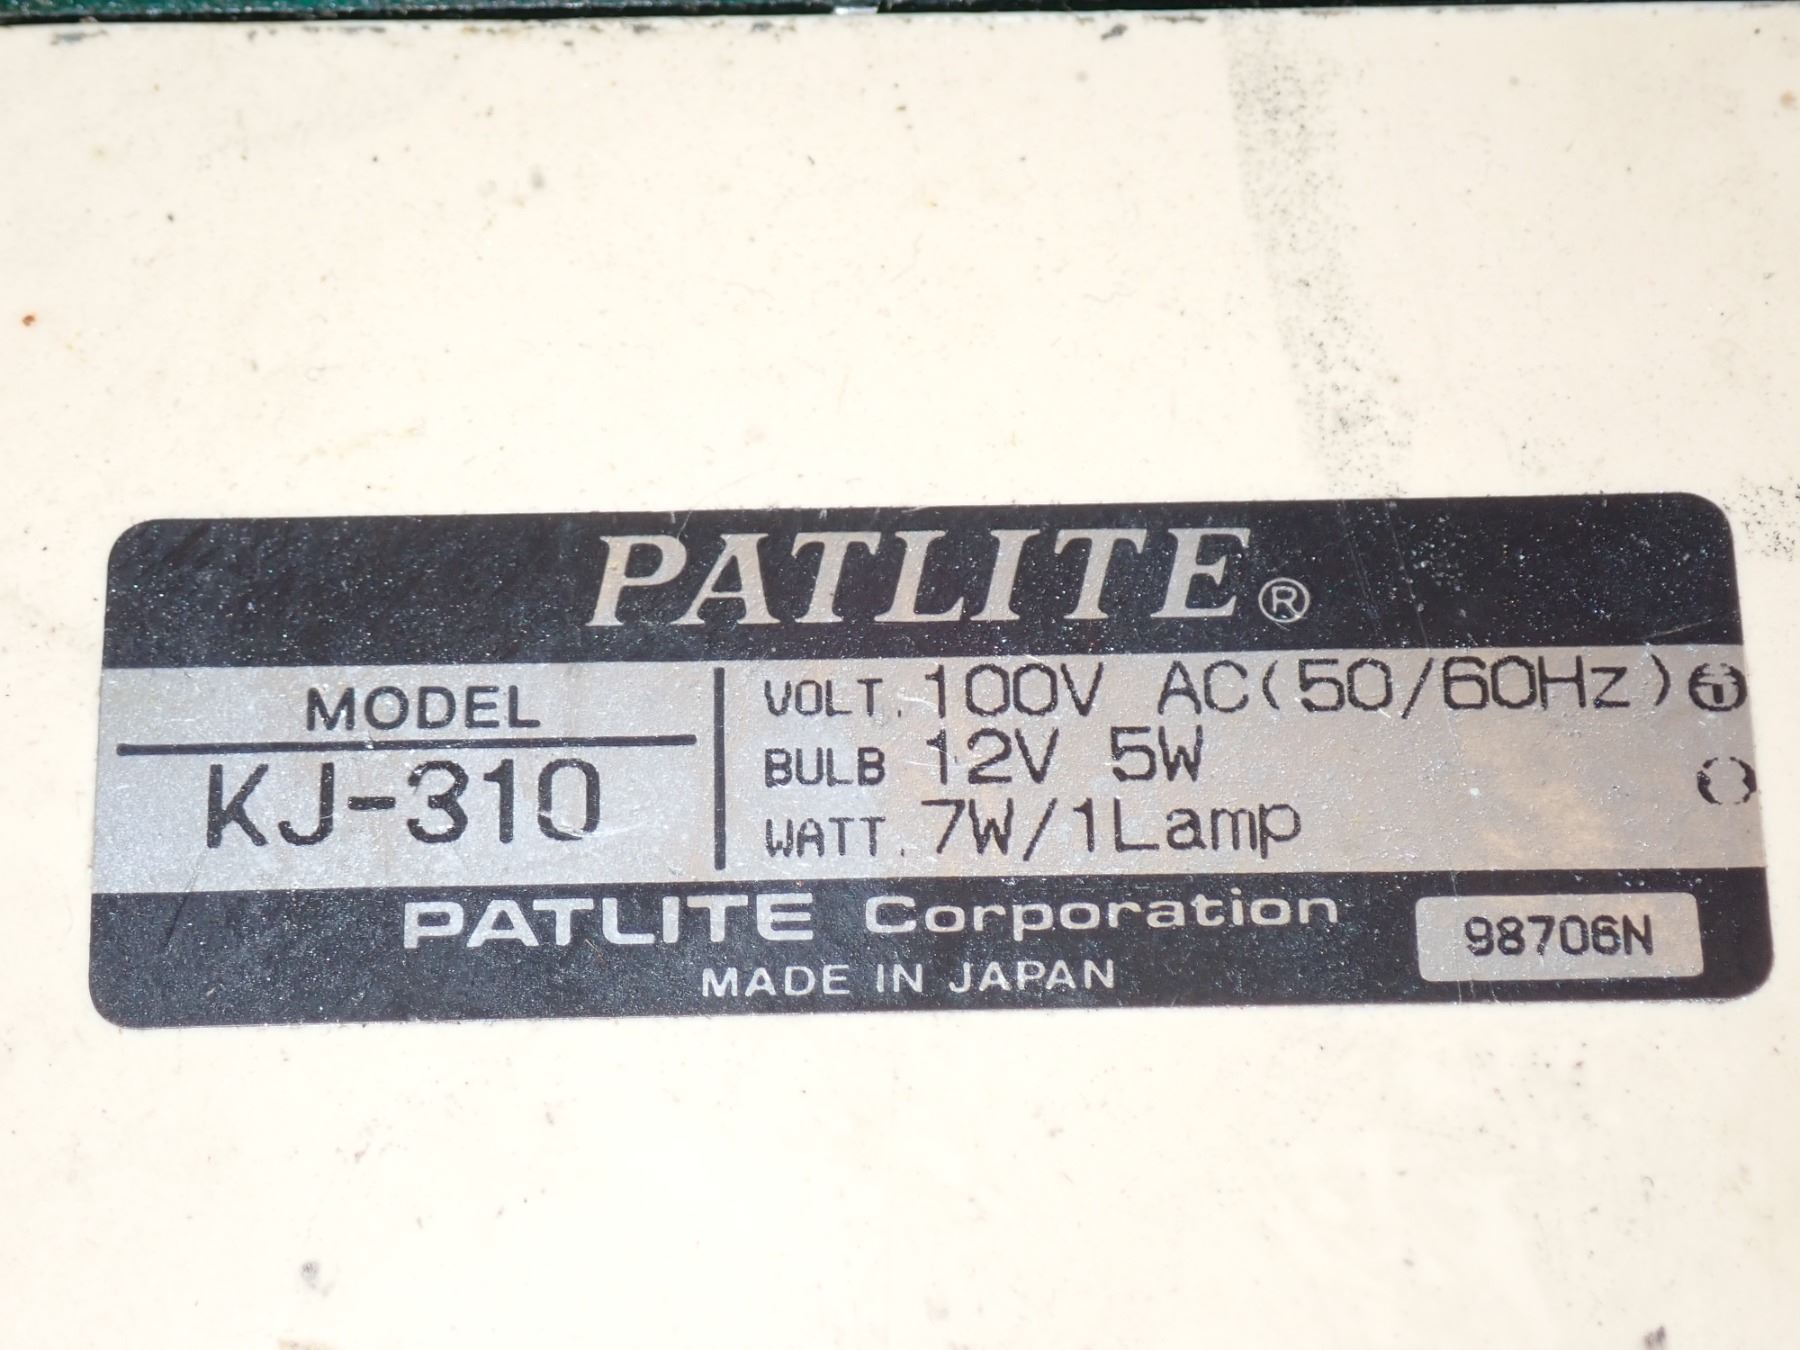 PATLITE®
MODEL
KJ-310
VOLT. 100V AC(50/60Hz)
BULB 12V 5W
WATT. 7W/1Lamp
PATLITE Corporation
98706N
MADE IN JAPAN